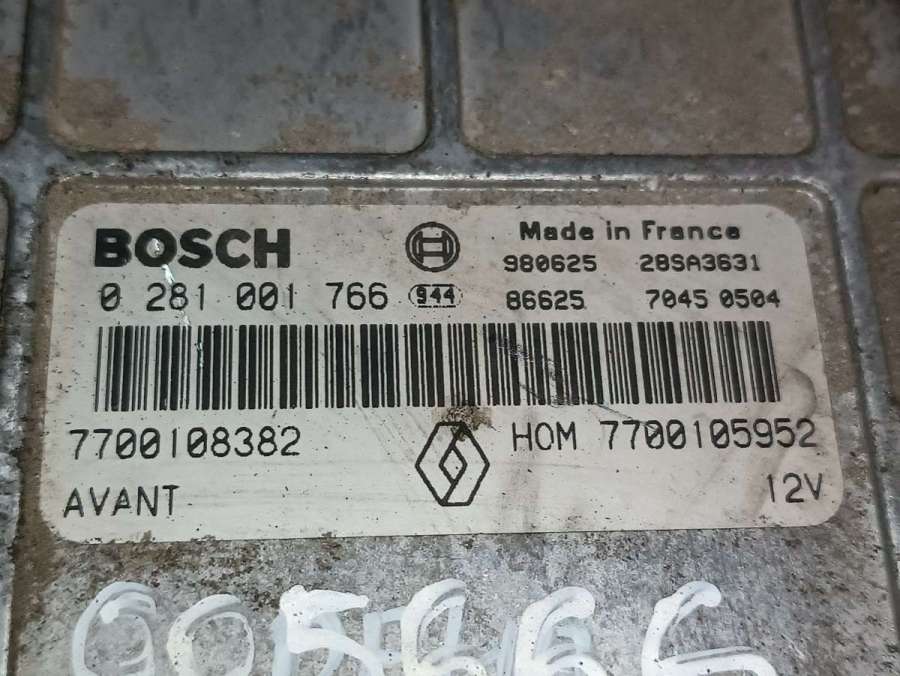 BOSCH
Made in France
980625 28SA3631
0 281 001 766 944 86625 7045 0504
7700108382 HOM 7700105952
AVANT 12V